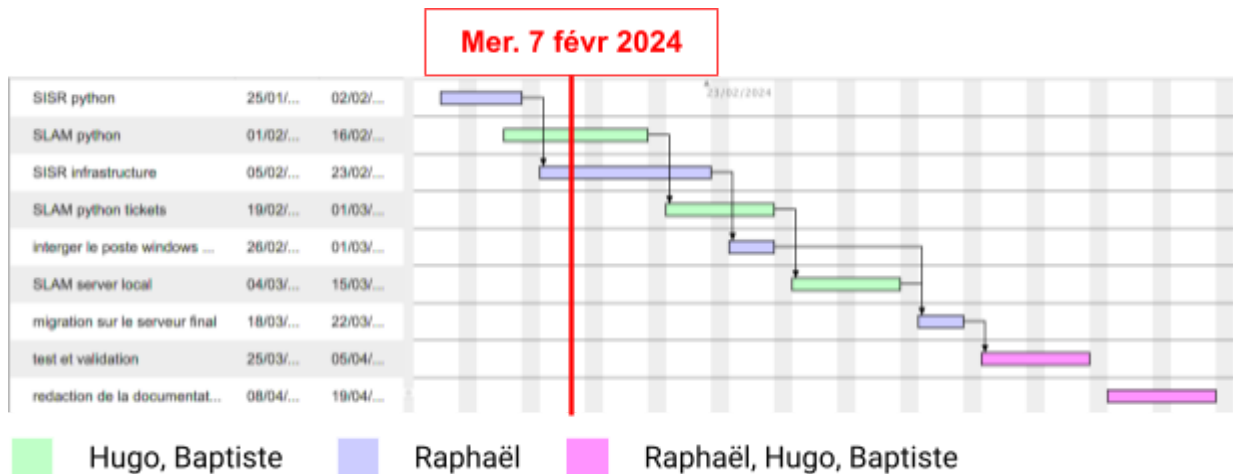 Mer. 7 févr 2024
23/02/2024
SISR python 25/01/... 02/02/...
SLAM python 01/02/... 16/02/...
SISR infrastructure 05/02/... 23/02/...
SLAM python tickets 19/02/... 01/03/...
interger le poste windows ... 26/02/... 01/03/...
SLAM server local 04/03/... 15/03/...
migration sur le serveur final 18/03/... 22/03/...
test et validation 25/03/... 05/04/...
redaction de la documentat... 08/04/... 19/04/...
Hugo, Baptiste Raphaël Raphaël, Hugo, Baptiste